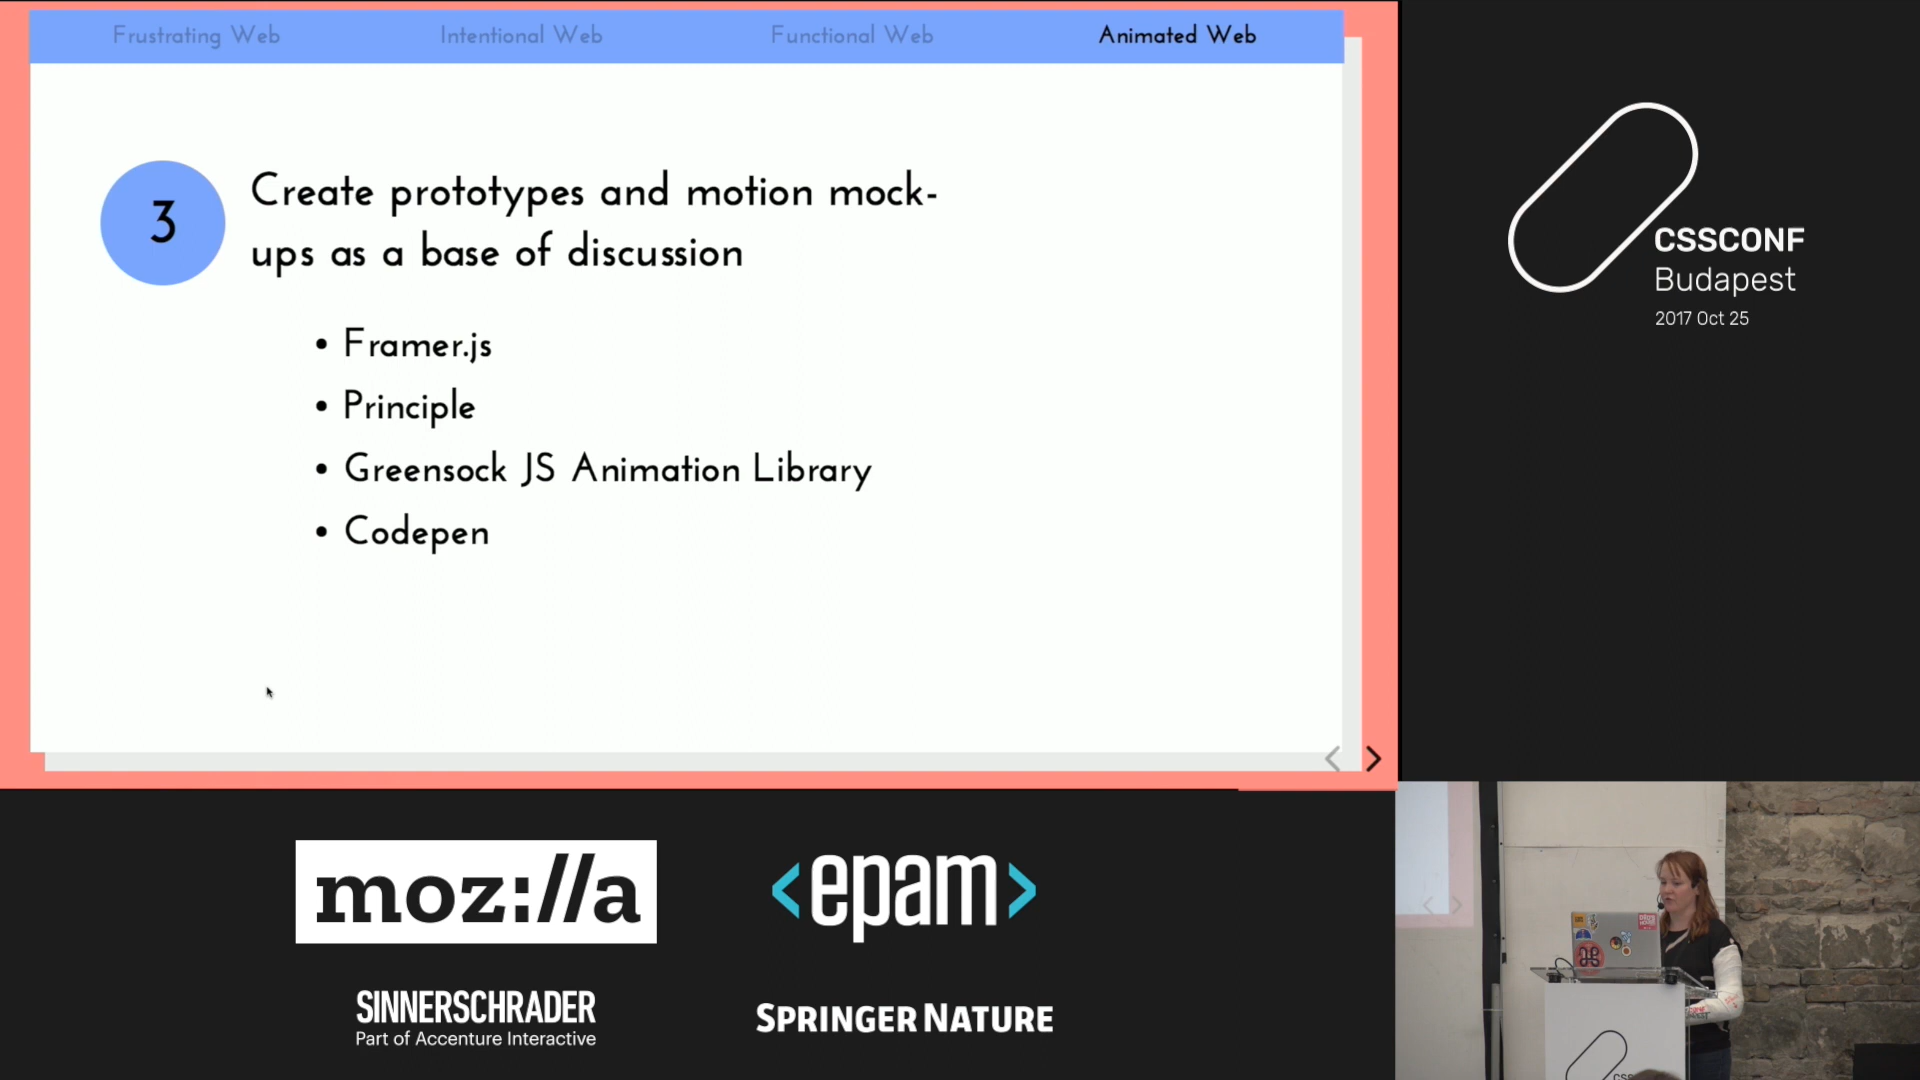 Frustrating Web
Intentional Web
Functional Web
Animated Web
3
Create prototypes and motion mock-
ups as a base of discussion
• Framer.js
• Principle
• Greensock JS Animation Library
• Codepen
CSSCONF
Budapest
2017 Oct 25
moz://a
<epam>
SINNERSCHRADER
Part of Accenture Interactive
SPRINGER NATURE